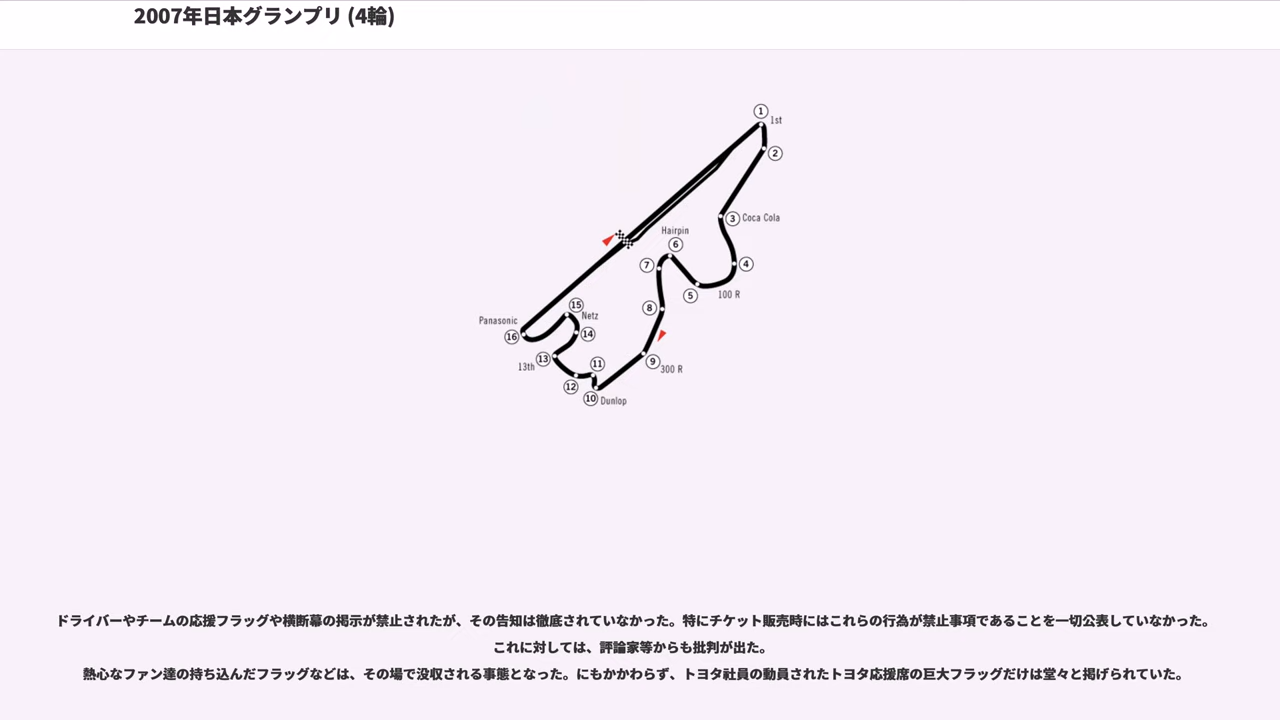 2007年日本グランプリ (4輪)
1
1st
2
3 Coca Cola
Hairpin
6
7
4
5
100 R
8
15
Netz
Panasonic
14
16
13
11
9
300 R
13th
12
10 Dunlop
ドライバーやチームの応援フラッグや横断幕の掲示が禁止されたが、その告知は徹底されていなかった。特にチケット販売時にはこれらの行為が禁止事項であることを一切公表していなかった。
これに対しては、評論家等からも批判が出た。
熱心なファン達の持ち込んだフラッグなどは、その場で没収される事態となった。にもかかわらず、トヨタ社員の動員されたトヨタ応援席の巨大フラッグだけは堂々と掲げられていた。